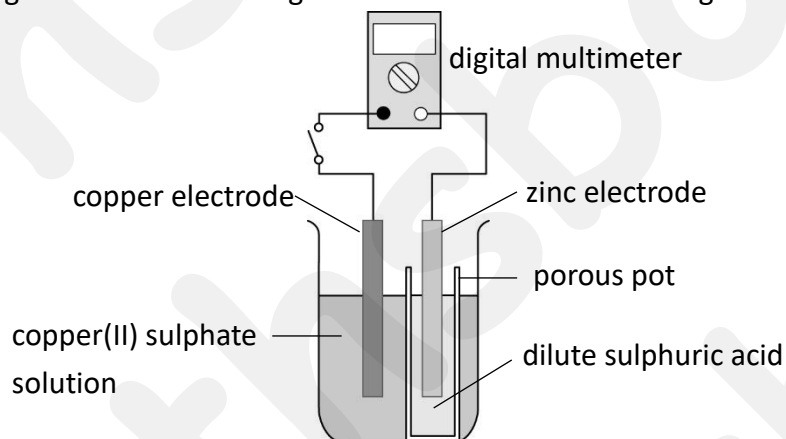 digital multimeter
copper electrode
zinc electrode
porous pot
copper(II) sulphate
solution
dilute sulphuric acid